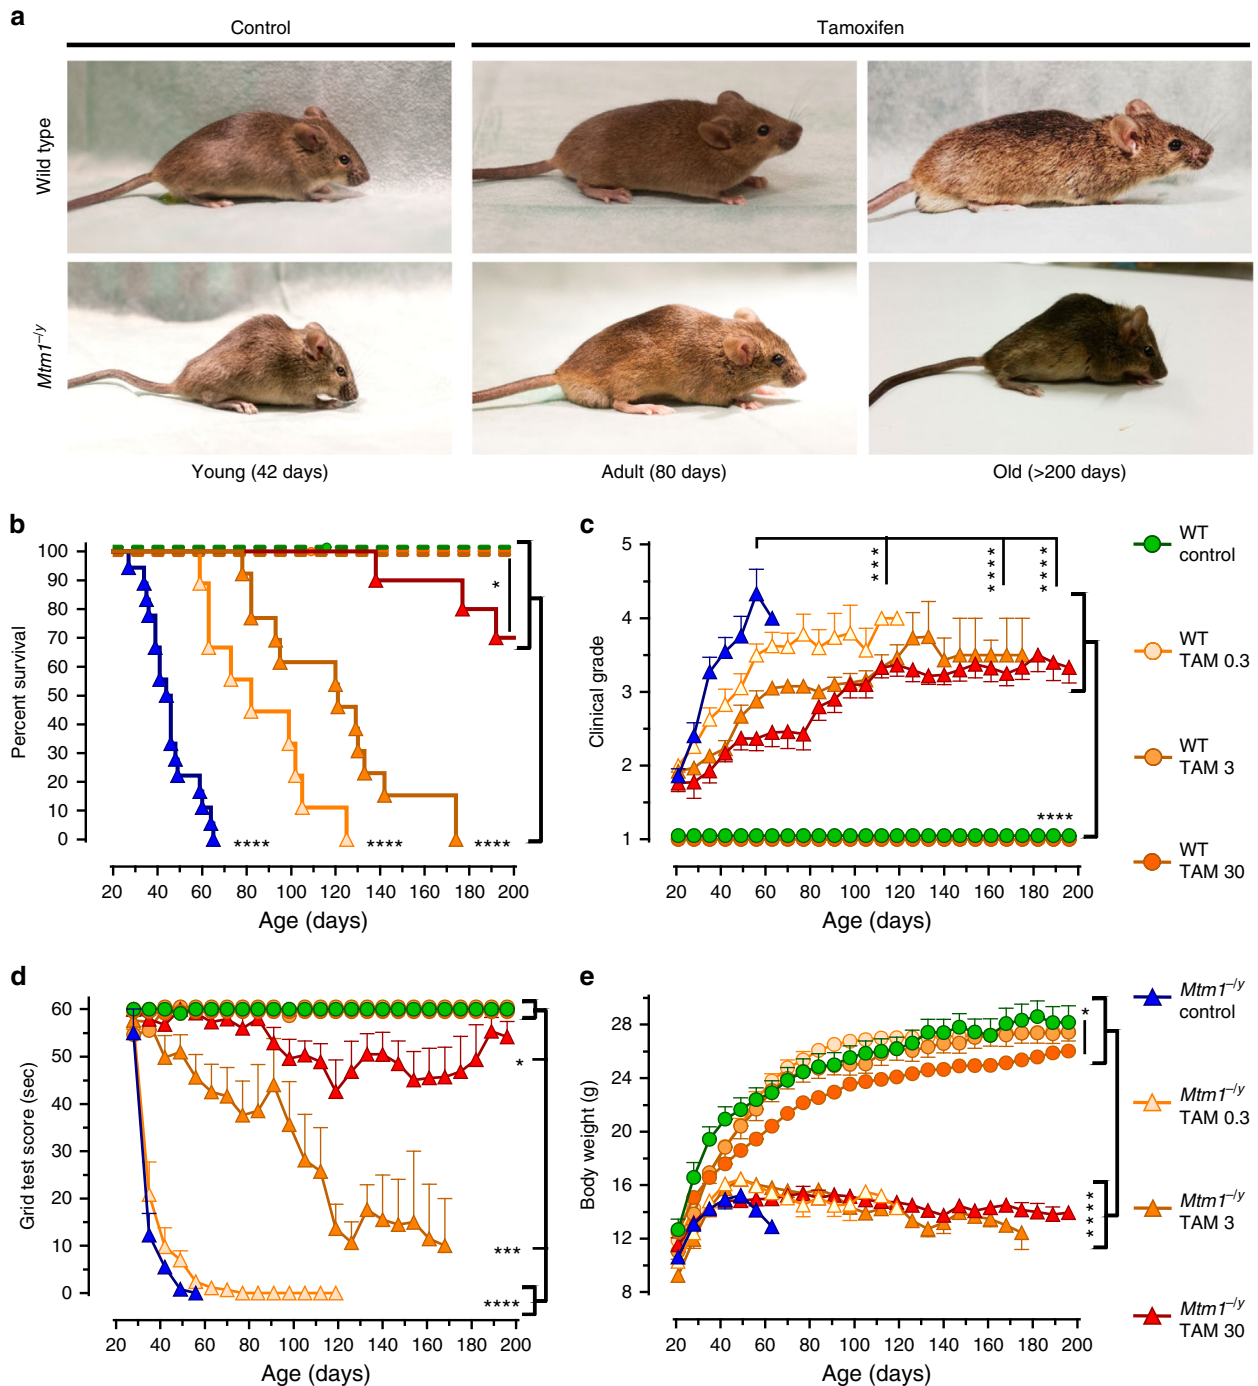 a
Control
Tamoxifen
Wild type
Mtm1–/y
Young (42 days)
Adult (80 days)
Old (>200 days)
b
Percent survival
100
90
80
70
60
50
40
30
20
10
0
*
**** **** ****
20 40 60 80 100 120 140 160 180 200
Age (days)
c
Clinical grade
5
4
3
2
1
*** **** ****
****
20 40 60 80 100 120 140 160 180 200
Age (days)
WT
control
WT
TAM 0.3
WT
TAM 3
WT
TAM 30
d
Grid test score (sec)
60
50
40
30
20
10
0
*
***
****
20 40 60 80 100 120 140 160 180 200
Age (days)
e
Body weight (g)
28
24
20
16
12
8
*
****
20 40 60 80 100 120 140 160 180 200
Age (days)
Mtm1–/y
control
Mtm1–/y
TAM 0.3
Mtm1–/y
TAM 3
Mtm1–/y
TAM 30